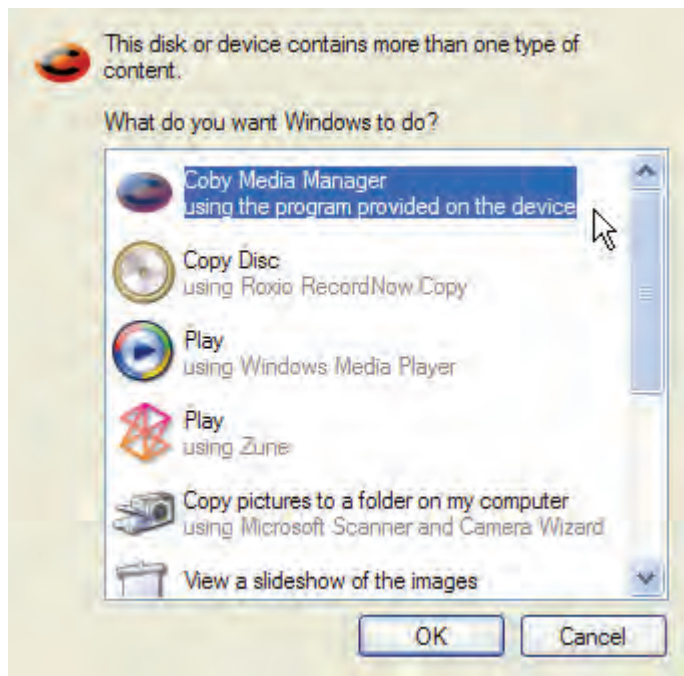 This disk or device contains more than one type of
content.
What do you want Windows to do?
Coby Media Manager
using the program provided on the device
Copy Disc
using Roxio RecordNow Copy
Play
using Windows Media Player
Play
using Zune
Copy pictures to a folder on my computer
using Microsoft Scanner and Camera Wizard
View a slideshow of the images
OK
Cancel